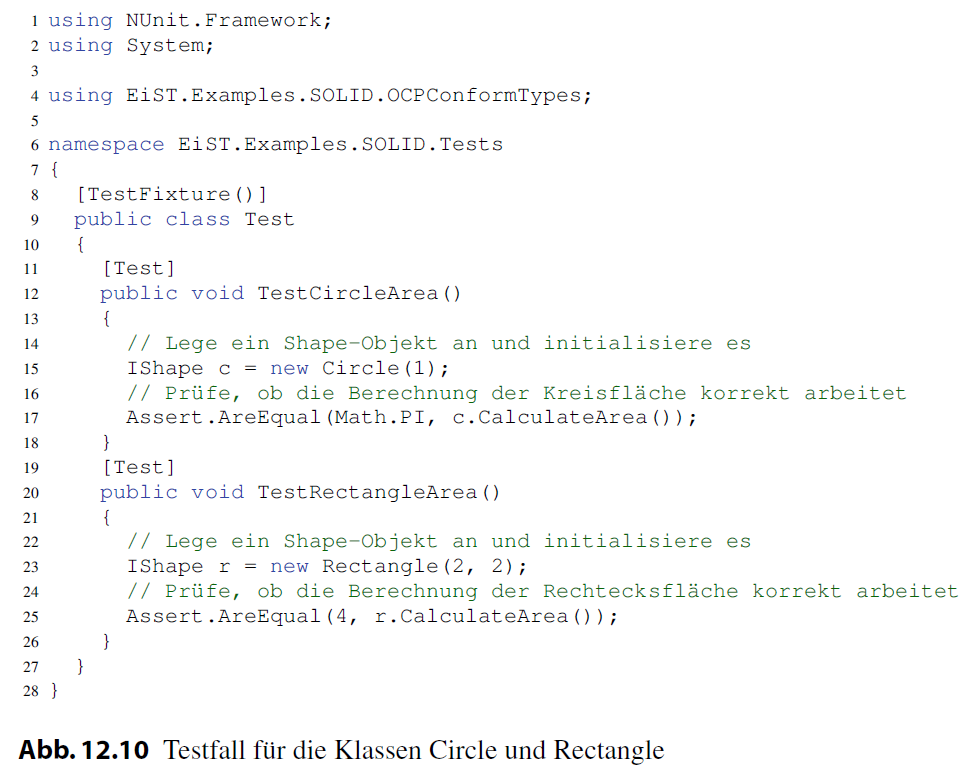 1 using NUnit.Framework;
2 using System;
3
4 using EiST.Examples.SOLID.OCPConformTypes;
5
6 namespace EiST.Examples.SOLID.Tests
7 {
8   [TestFixture()]
9   public class Test
10   {
11     [Test]
12     public void TestCircleArea()
13     {
14       // Lege ein Shape-Objekt an und initialisiere es
15       IShape c = new Circle(1);
16       // Prüfe, ob die Berechnung der Kreisfläche korrekt arbeitet
17       Assert.AreEqual(Math.PI, c.CalculateArea());
18     }
19     [Test]
20     public void TestRectangleArea()
21     {
22       // Lege ein Shape-Objekt an und initialisiere es
23       IShape r = new Rectangle(2, 2);
24       // Prüfe, ob die Berechnung der Rechtecksfläche korrekt arbeitet
25       Assert.AreEqual(4, r.CalculateArea());
26     }
27   }
28 }
Abb. 12.10 Testfall für die Klassen Circle und Rectangle